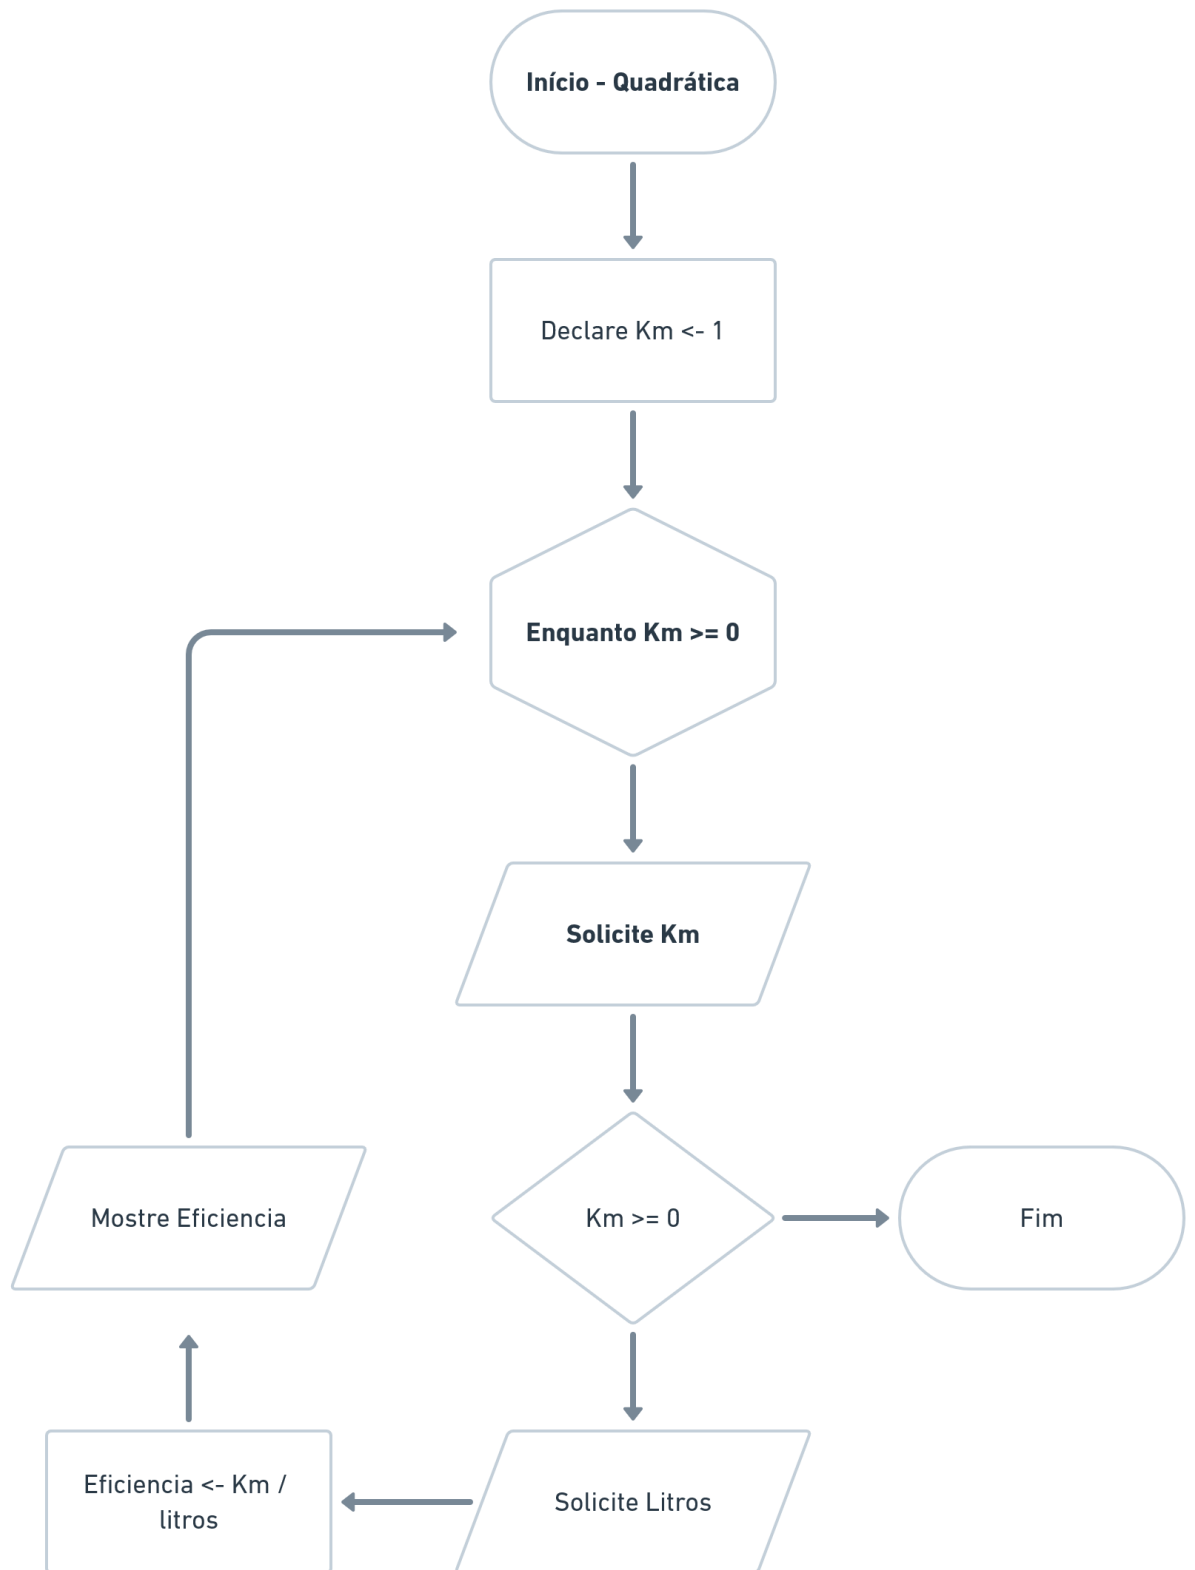 Início - Quadrática
Declare Km <- 1
Enquanto Km >= 0
Solicite Km
Km >= 0
Fim
Solicite Litros
Eficiencia <- Km /
litros
Mostre Eficiencia